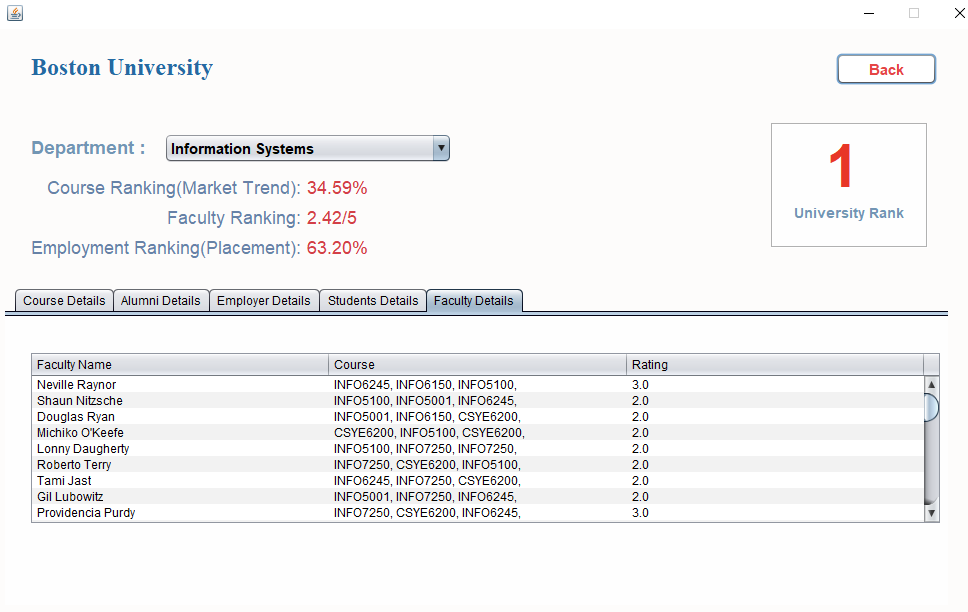 Boston University
Back
Department :
Information Systems
1
University Rank
Course Ranking(Market Trend): 34.59%
Faculty Ranking: 2.42/5
Employment Ranking(Placement): 63.20%
Course Details Alumni Details Employer Details Students Details Faculty Details
Faculty Name Course Rating
Neville Raynor INFO6245, INFO6150, INFO5100, 3.0
Shaun Nitzsche INFO5100, INFO5001, INFO6245, 2.0
Douglas Ryan INFO5001, INFO6150, CSYE6200, 2.0
Michiko O'Keefe CSYE6200, INFO5100, CSYE6200, 2.0
Lonny Daugherty INFO5100, INFO7250, INFO7250, 2.0
Roberto Terry INFO7250, CSYE6200, INFO5100, 2.0
Tami Jast INFO6245, INFO7250, CSYE6200, 2.0
Gil Lubowitz INFO5001, INFO7250, INFO6245, 2.0
Providencia Purdy INFO7250, CSYE6200, INFO6245, 3.0